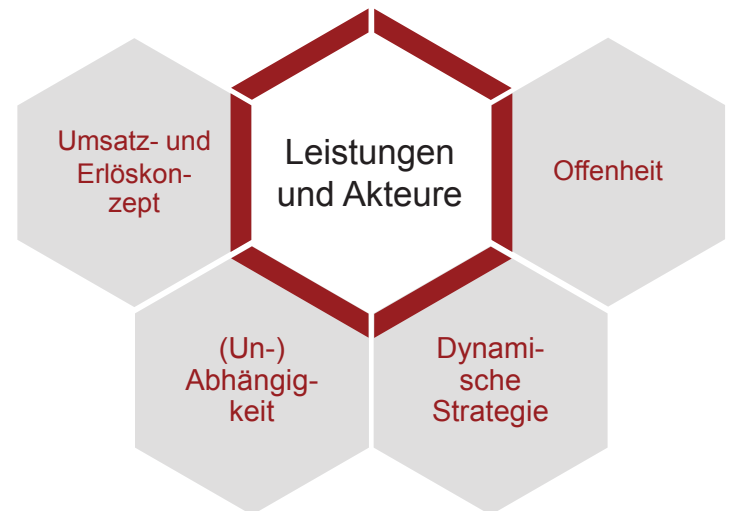 Umsatz- und
Erlöskon-
zept
Leistungen
und Akteure
Offenheit
(Un-)
Abhängig-
keit
Dynami-
sche
Strategie